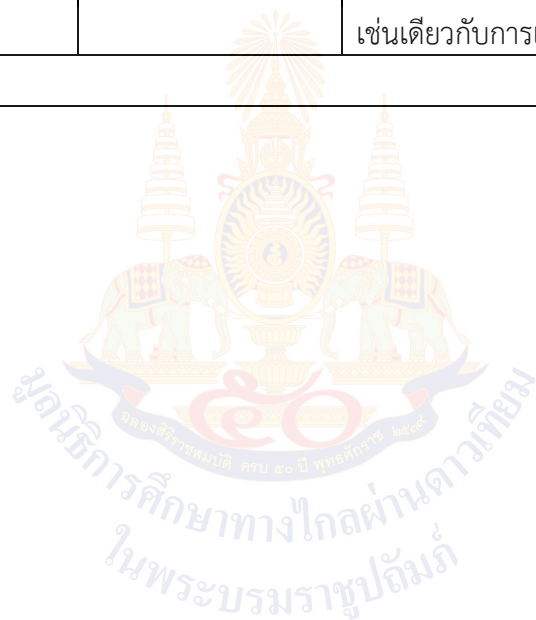 เช่นเดียวกับการ
ฉลองสิริราชสมบัติ ครบ ๕๐ ปี พุทธศักราช ๒๕๓๙
๕๐
มูลนิธิการศึกษาทางไกลผ่านดาวเทียม
ในพระบรมราชูปถัมภ์